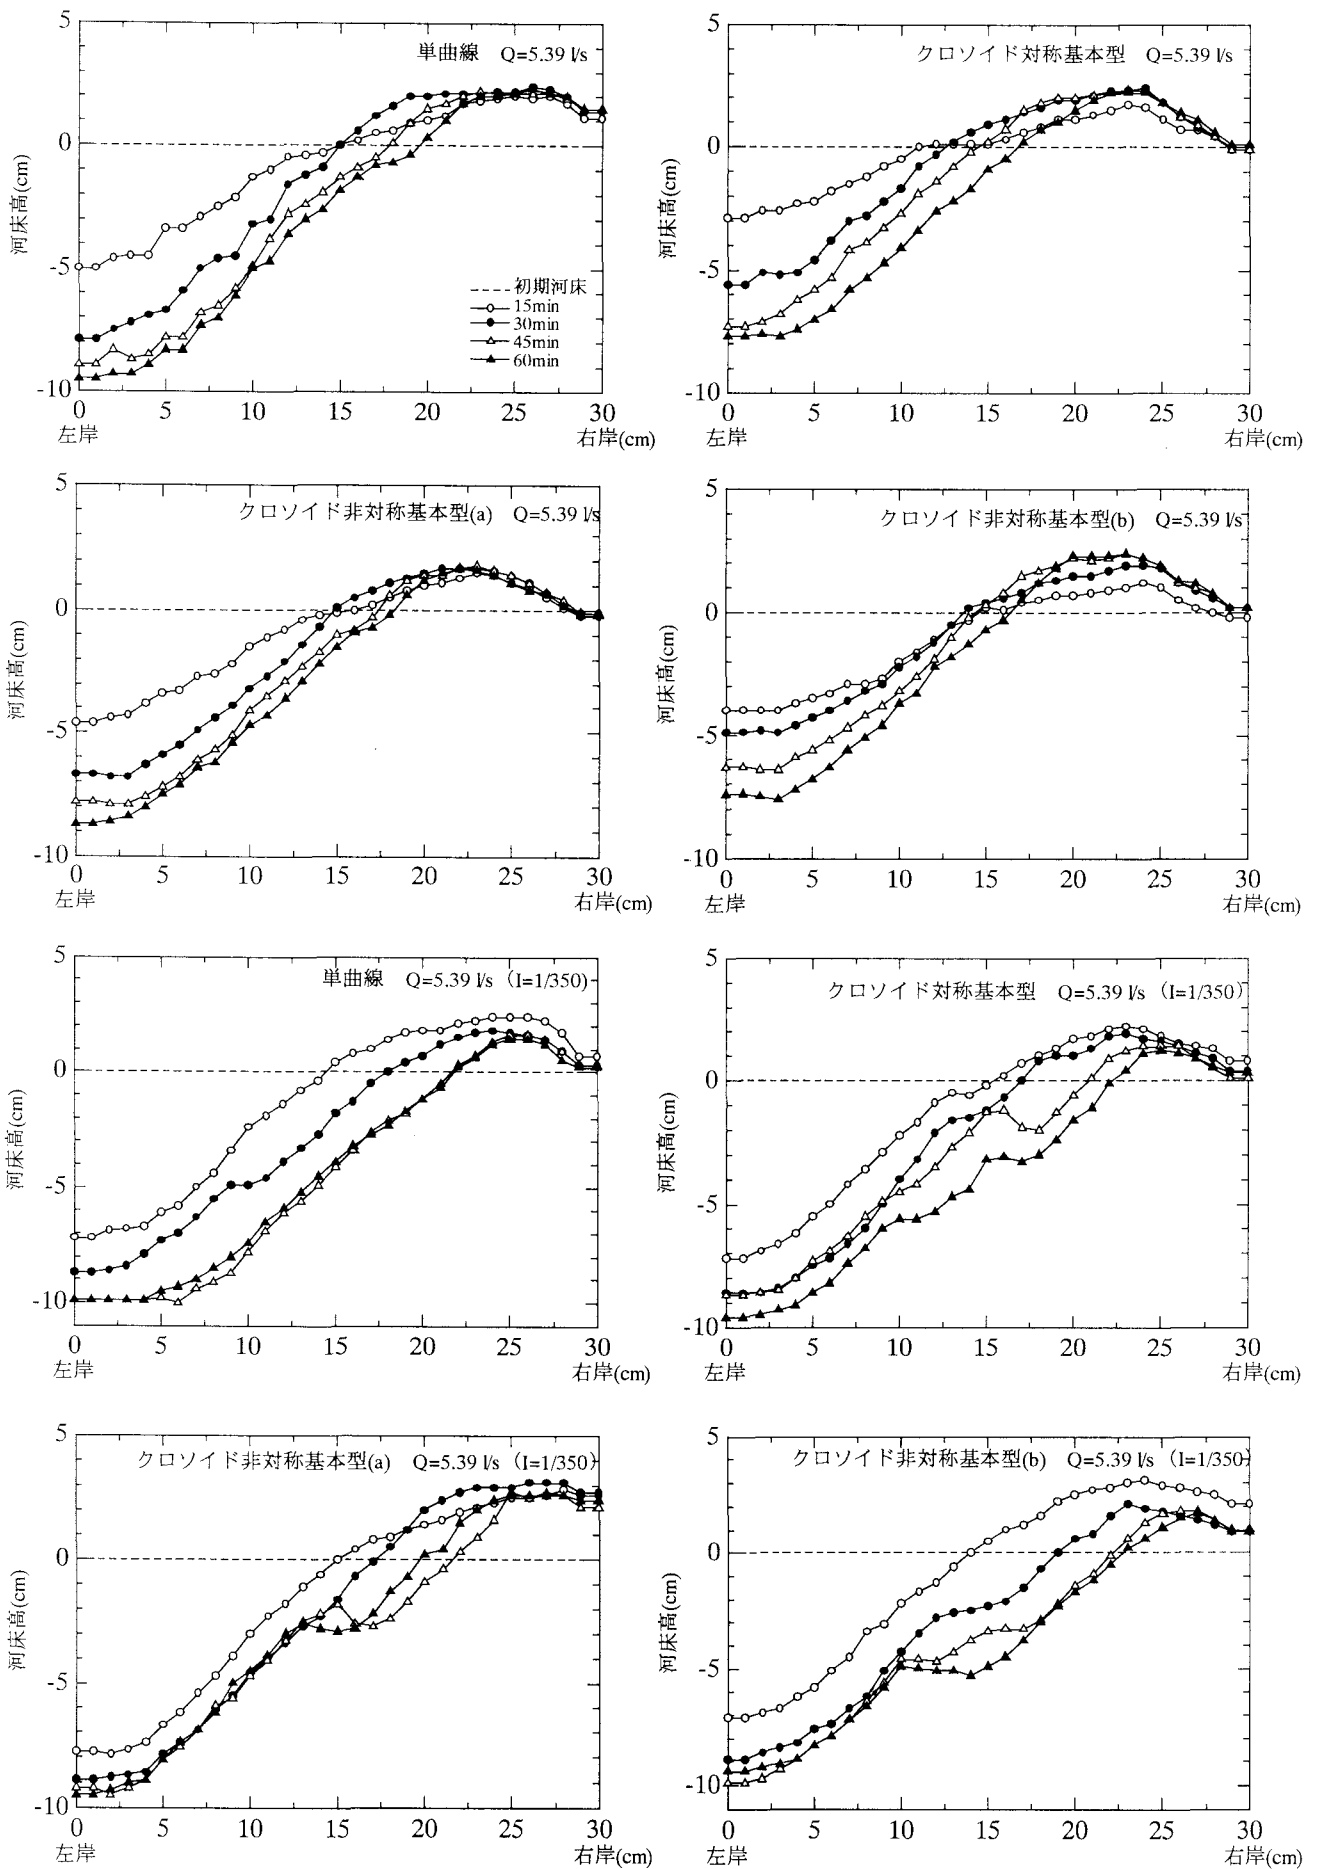 単曲線 Q=5.39 l/s
5
0
-5
-10
河床高(cm)
初期河床
15min
30min
45min
60min
0 5 10 15 20 25 30
左岸 右岸(cm)
クロソイド対称基本型 Q=5.39 l/s
5
0
-5
-10
河床高(cm)
0 5 10 15 20 25 30
左岸 右岸(cm)
クロソイド非対称基本型(a) Q=5.39 l/s
5
0
-5
-10
河床高(cm)
0 5 10 15 20 25 30
左岸 右岸(cm)
クロソイド非対称基本型(b) Q=5.39 l/s
5
0
-5
-10
河床高(cm)
0 5 10 15 20 25 30
左岸 右岸(cm)
単曲線 Q=5.39 l/s (I=1/350)
5
0
-5
-10
河床高(cm)
0 5 10 15 20 25 30
左岸 右岸(cm)
クロソイド対称基本型 Q=5.39 l/s (I=1/350)
5
0
-5
-10
河床高(cm)
0 5 10 15 20 25 30
左岸 右岸(cm)
クロソイド非対称基本型(a) Q=5.39 l/s (I=1/350)
5
0
-5
-10
河床高(cm)
0 5 10 15 20 25 30
左岸 右岸(cm)
クロソイド非対称基本型(b) Q=5.39 l/s (I=1/350)
5
0
-5
-10
河床高(cm)
0 5 10 15 20 25 30
左岸 右岸(cm)